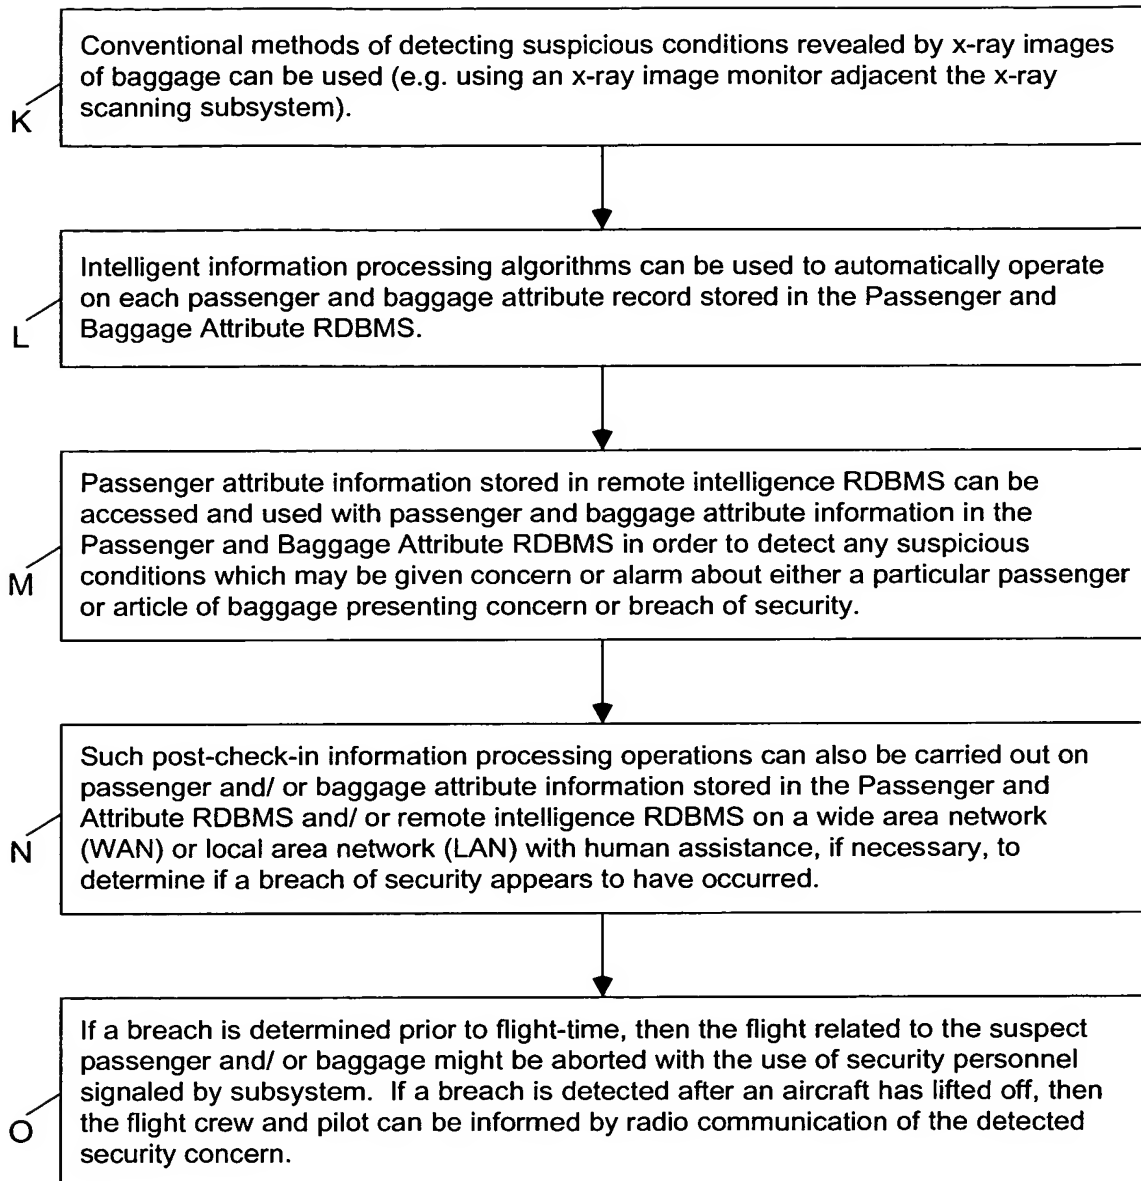 Conventional methods of detecting suspicious conditions revealed by x-ray images
of baggage can be used (e.g. using an x-ray image monitor adjacent the x-ray
scanning subsystem).
K
Intelligent information processing algorithms can be used to automatically operate
on each passenger and baggage attribute record stored in the Passenger and
Baggage Attribute RDBMS.
L
Passenger attribute information stored in remote intelligence RDBMS can be
accessed and used with passenger and baggage attribute information in the
Passenger and Baggage Attribute RDBMS in order to detect any suspicious
conditions which may be given concern or alarm about either a particular passenger
or article of baggage presenting concern or breach of security.
M
Such post-check-in information processing operations can also be carried out on
passenger and/ or baggage attribute information stored in the Passenger and
Attribute RDBMS and/ or remote intelligence RDBMS on a wide area network
(WAN) or local area network (LAN) with human assistance, if necessary, to
determine if a breach of security appears to have occurred.
N
If a breach is determined prior to flight-time, then the flight related to the suspect
passenger and/ or baggage might be aborted with the use of security personnel
signaled by subsystem.  If a breach is detected after an aircraft has lifted off, then
the flight crew and pilot can be informed by radio communication of the detected
security concern.
O